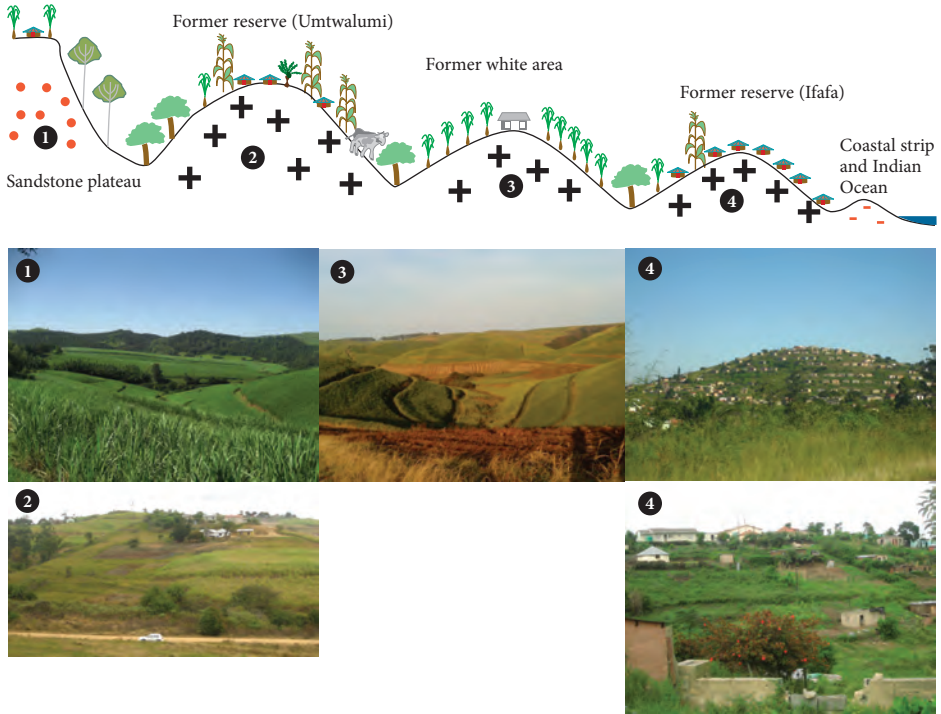 Former reserve (Umtwalumi)
Former white area
Former reserve (Ifafa)
Coastal strip
and Indian
Ocean
1
Sandstone plateau
2
3
4
1
3
4
2
4